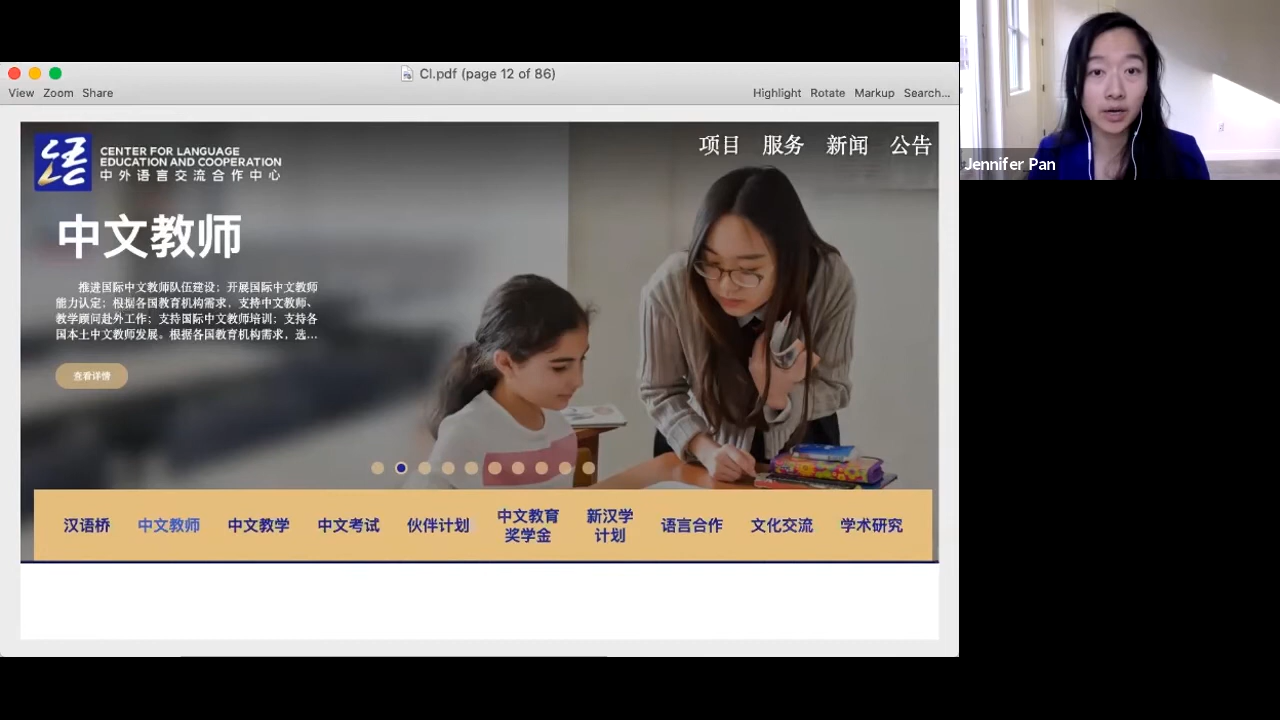 CI.pdf (page 12 of 86)
View Zoom Share
Highlight Rotate Markup Search...
Jennifer Pan
语
CENTER FOR LANGUAGE
EDUCATION AND COOPERATION
中外语言交流合作中心
项目 服务 新闻 公告
中文教师
推进国际中文教师队伍建设；开展国际中文教师
能力认定；根据各国教育机构需求，支持中文教师、
教学顾问赴外工作；支持国际中文教师培训；支持各
国本土中文教师发展。根据各国教育机构需求，选...
查看详情
汉语桥 中文教师 中文教学 中文考试 伙伴计划 中文教育 新汉学 语言合作 文化交流 学术研究
奖学金 计划